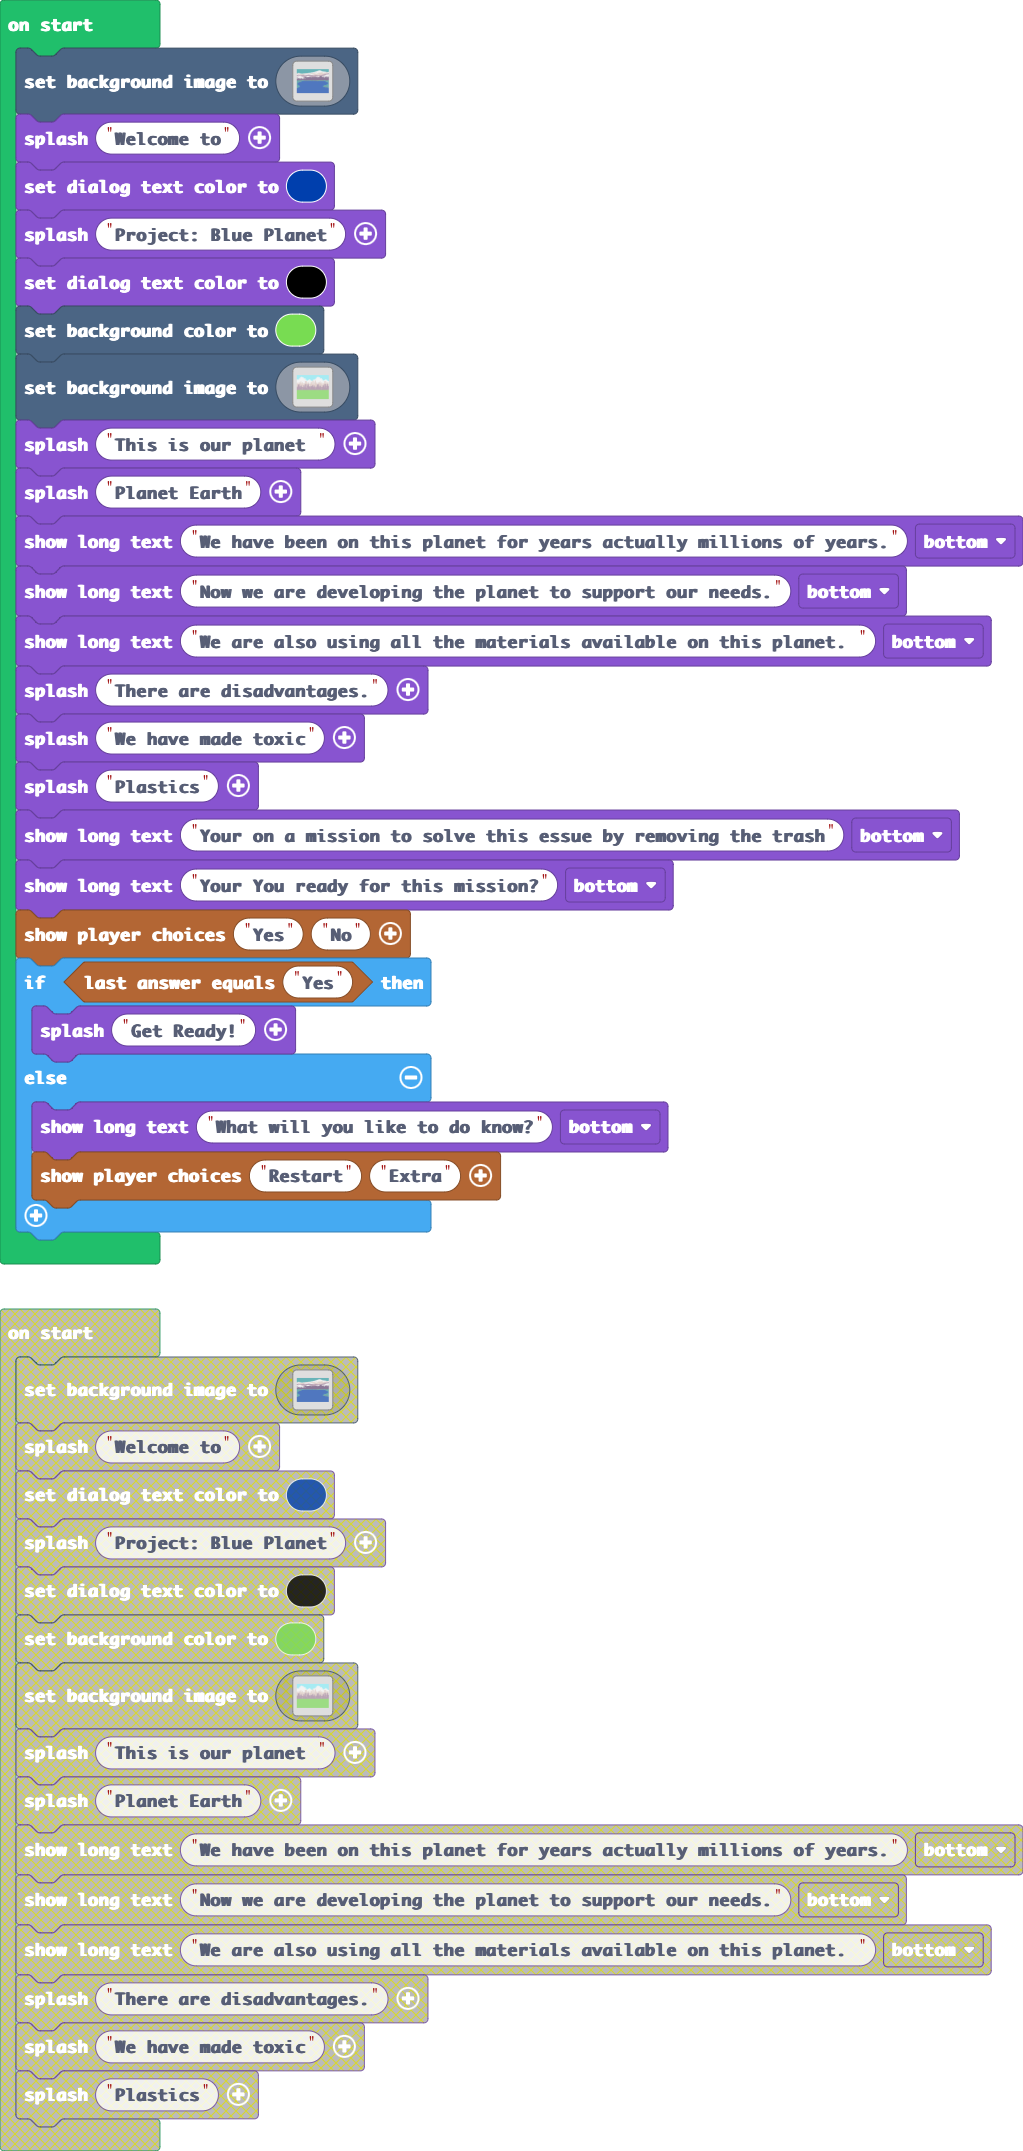 on start
set background image to
splash "Welcome to"
set dialog text color to
splash "Project: Blue Planet"
set dialog text color to
set background color to
set background image to
splash "This is our planet "
splash "Planet Earth"
show long text "We have been on this planet for years actually millions of years." bottom
show long text "Now we are developing the planet to support our needs." bottom
show long text "We are also using all the materials available on this planet. " bottom
splash "There are disadvantages."
splash "We have made toxic"
splash "Plastics"
show long text "Your on a mission to solve this essue by removing the trash" bottom
show long text "Your You ready for this mission?" bottom
show player choices "Yes" "No"
if last answer equals "Yes" then
splash "Get Ready!"
else
show long text "What will you like to do know?" bottom
show player choices "Restart" "Extra"
on start
set background image to
splash "Welcome to"
set dialog text color to
splash "Project: Blue Planet"
set dialog text color to
set background color to
set background image to
splash "This is our planet "
splash "Planet Earth"
show long text "We have been on this planet for years actually millions of years." bottom
show long text "Now we are developing the planet to support our needs." bottom
show long text "We are also using all the materials available on this planet. " bottom
splash "There are disadvantages."
splash "We have made toxic"
splash "Plastics"